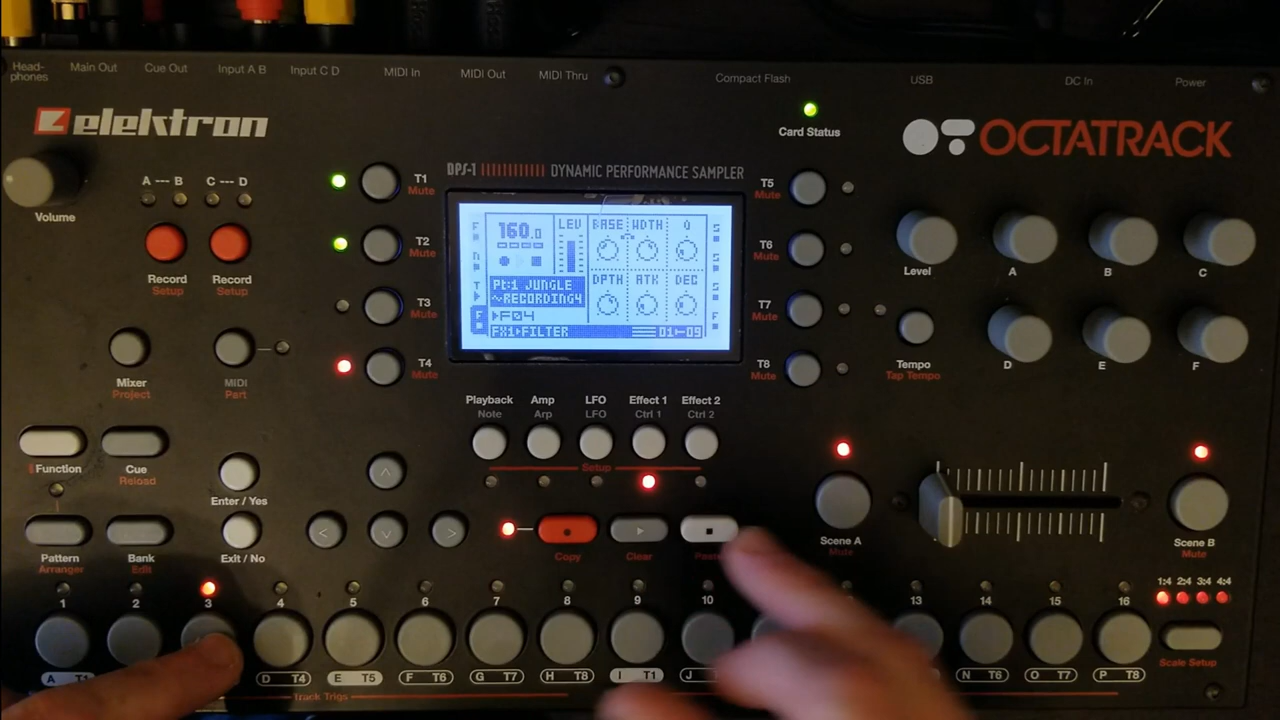 Head-
phones
Main Out
Cue Out
Input A B
Input C D
MIDI In
MIDI Out
MIDI Thru
Compact Flash
USB
DC In
Power
elektron
Card Status
OCTATRACK
DPS-1 DYNAMIC PERFORMANCE SAMPLER
Volume
A --- B
C --- D
Record
Setup
Record
Setup
T1
Mute
T2
Mute
T3
Mute
T4
Mute
160.0
LEV
BASE
WDTH
Q
Pt:1 JUNGLE
RECORDING4
F04
DPTH
ATK
DEC
FX1 FILTER
01 09
T5
Mute
T6
Mute
T7
Mute
T8
Mute
Level
A
B
C
Tempo
Tap Tempo
D
E
F
Mixer
Project
MIDI
Part
Playback
Note
Amp
Arp
LFO
LFO
Effect 1
Ctrl 1
Effect 2
Ctrl 2
Setup
Function
Cue
Reload
Enter / Yes
Exit / No
Pattern
Arranger
Bank
Edit
Copy
Clear
Scene A
Mute
Scene B
Mute
1 2 3 4 5 6 7 8 9 10 13 14 15 16
1:4 2:4 3:4 4:4
A T1
D T4
E T5
F T6
G T7
H T8
I T1
J
N T6
O T7
P T8
Track Trigs
Scale Setup